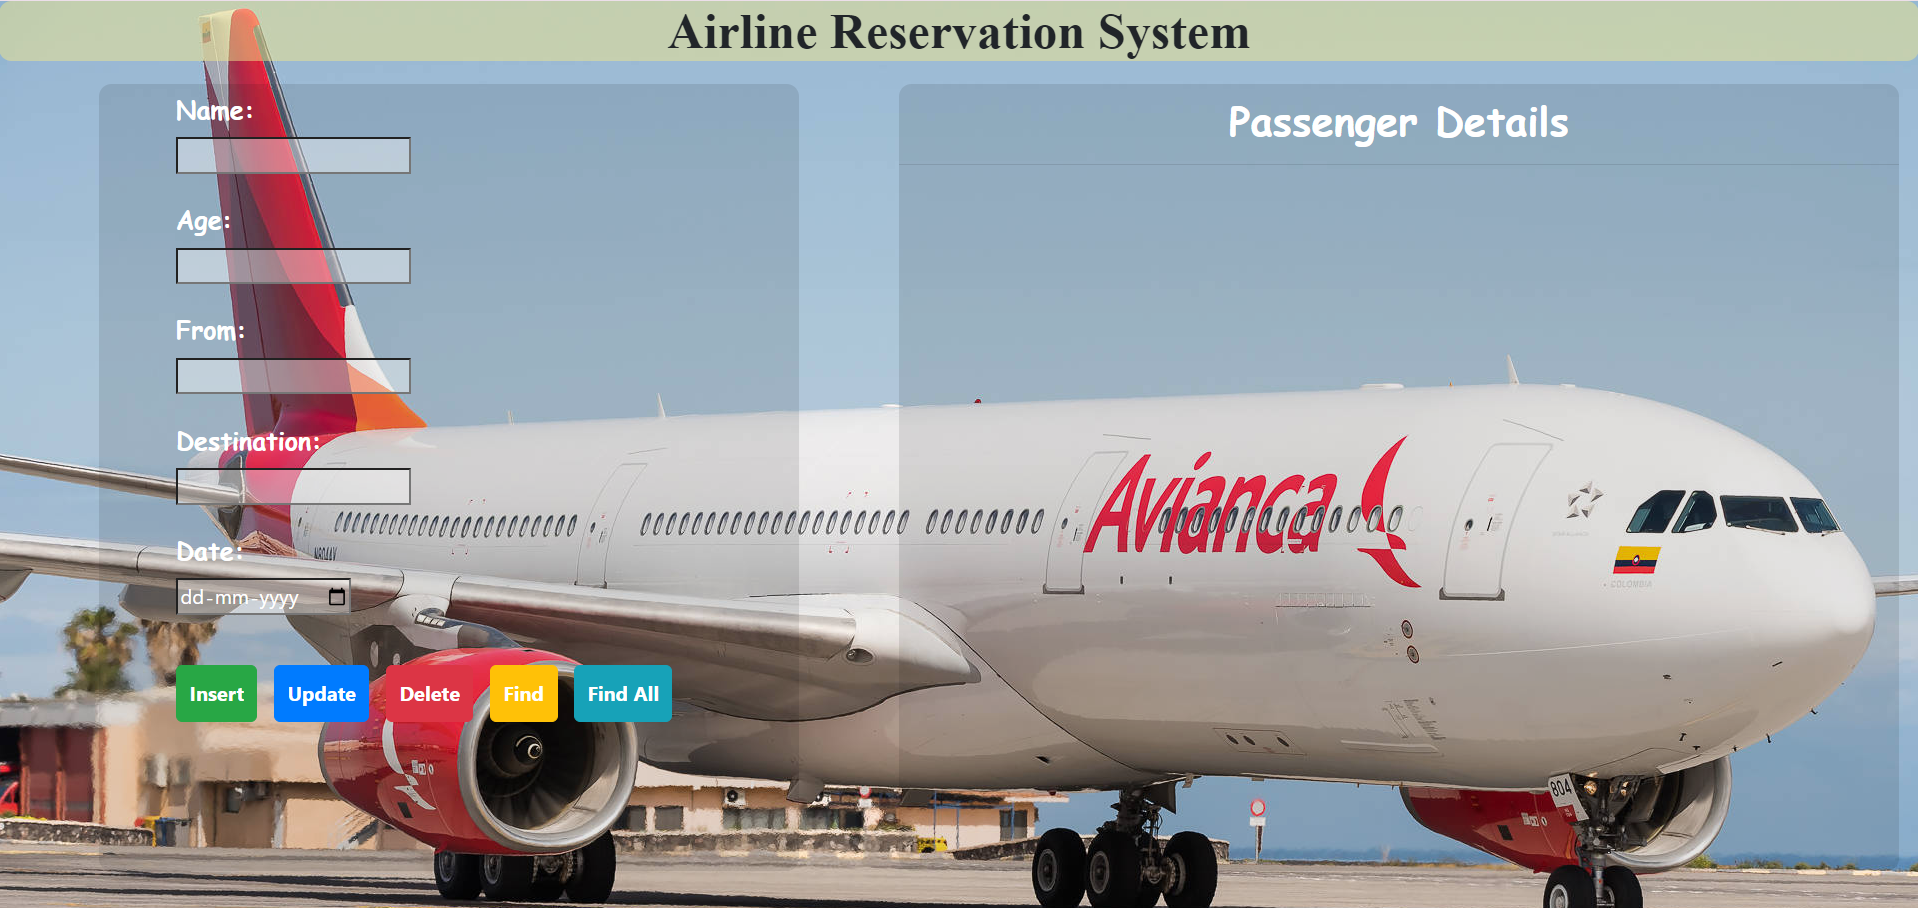 Airline Reservation System
Name:
Age:
From:
Destination:
Date:
dd-mm-yyyy
Insert Update Delete Find Find All
Passenger Details
Avianca
COLOMBIA
804